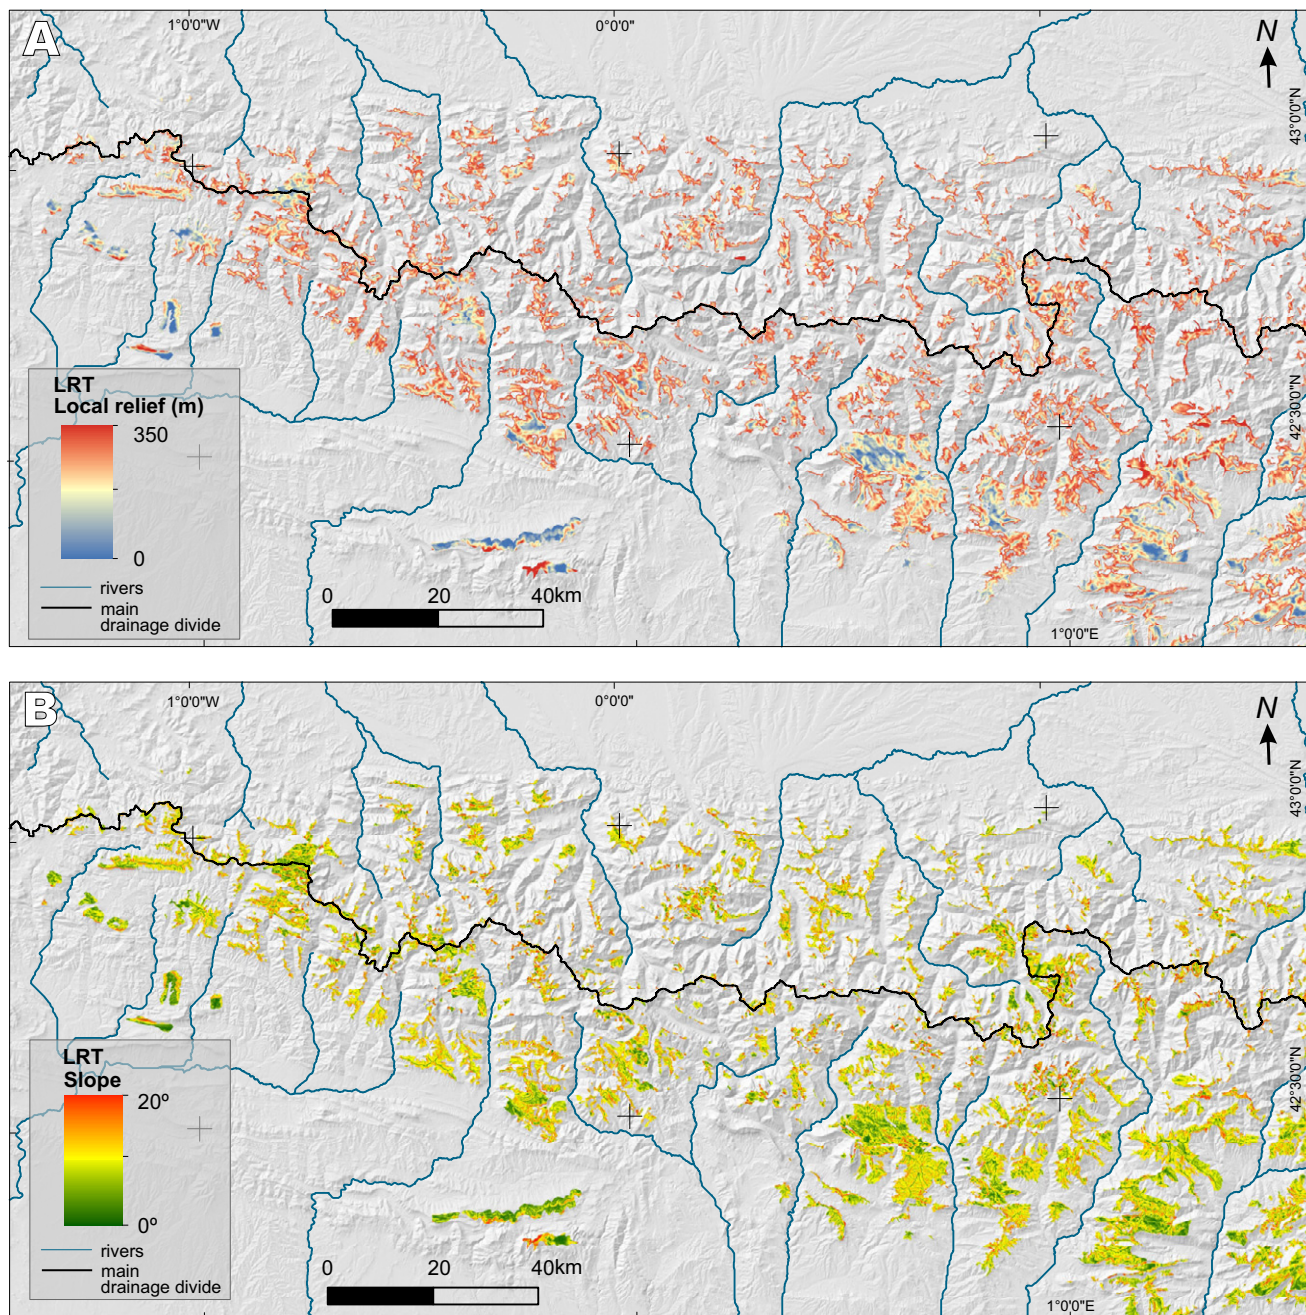 A
1°0'0"W
0°0'0"
N
43°0'0"N
42°30'0"N
LRT
Local relief (m)
350
0
rivers
main
drainage divide
0
20
40km
1°0'0"E
B
1°0'0"W
0°0'0"
N
43°0'0"N
42°30'0"N
LRT
Slope
20º
0º
rivers
main
drainage divide
0
20
40km
1°0'0"E